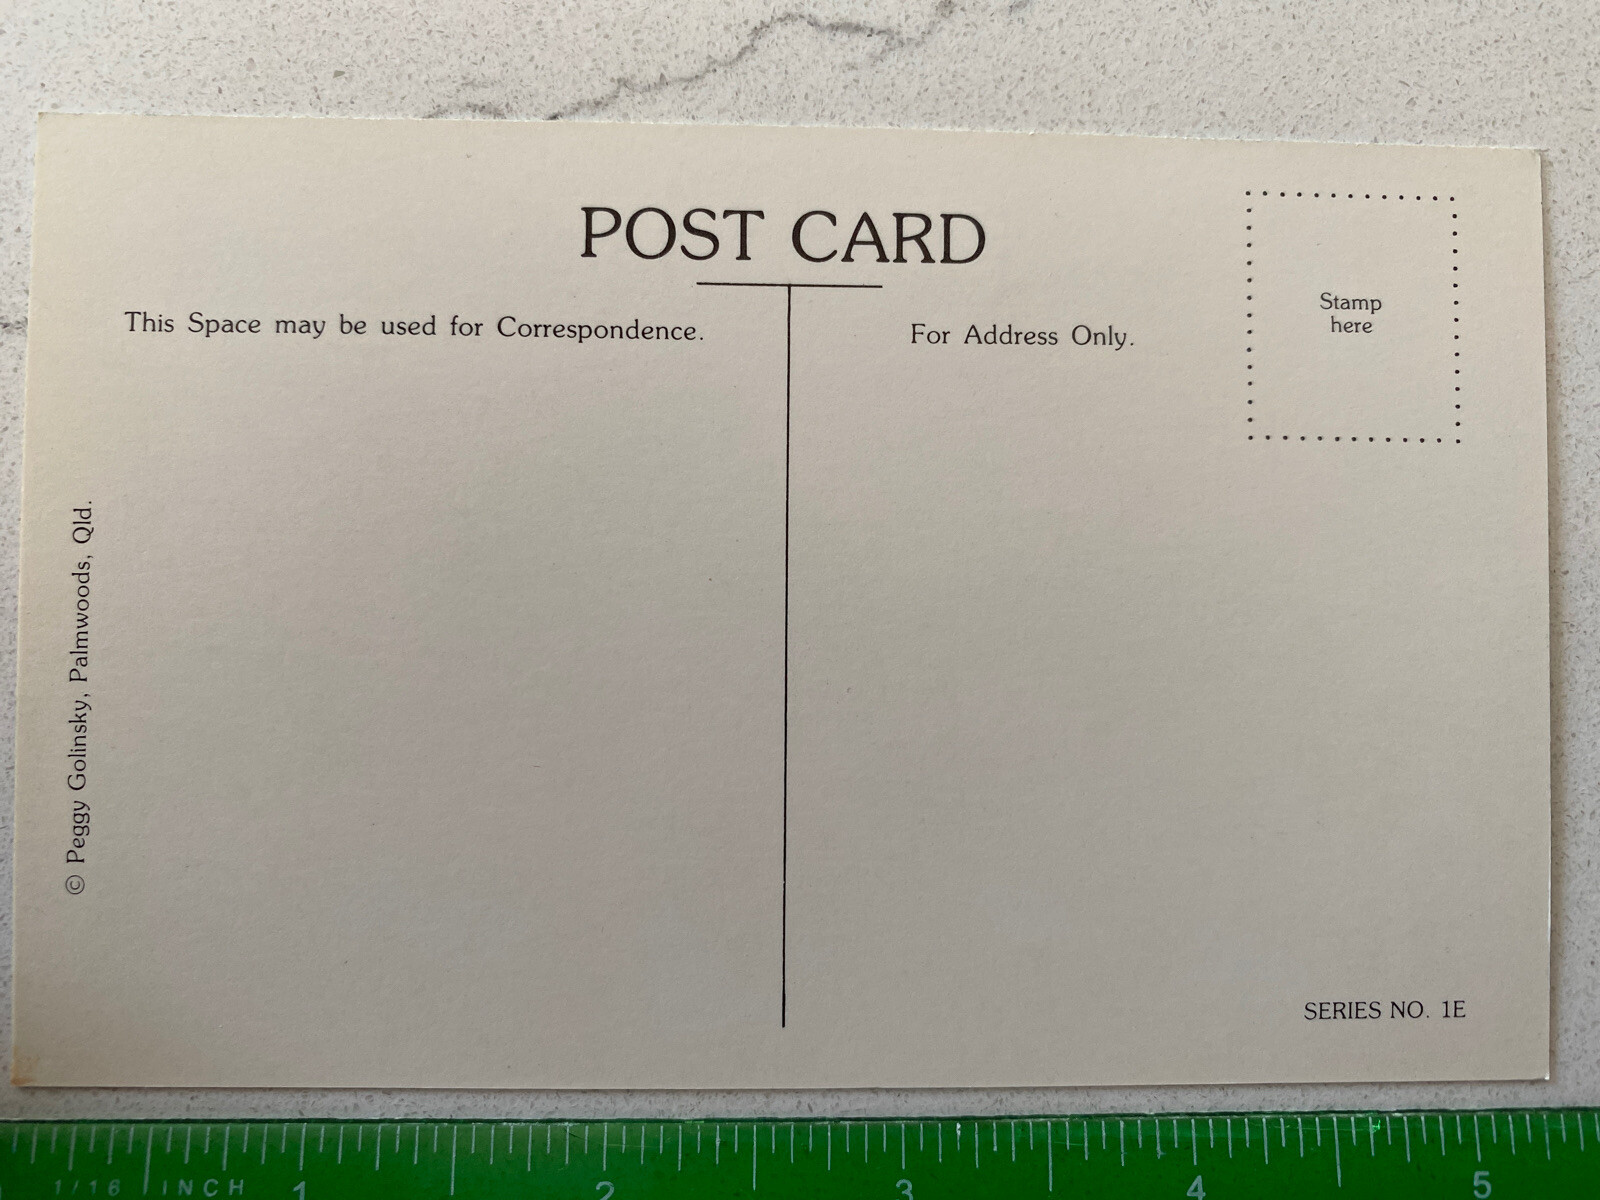 POST CARD
This Space may be used for Correspondence.
For Address Only.
Stamp
here
© Peggy Golinsky, Palmwoods, Qld.
SERIES NO. 1E
1/16 INCH 1 2 3 4 5